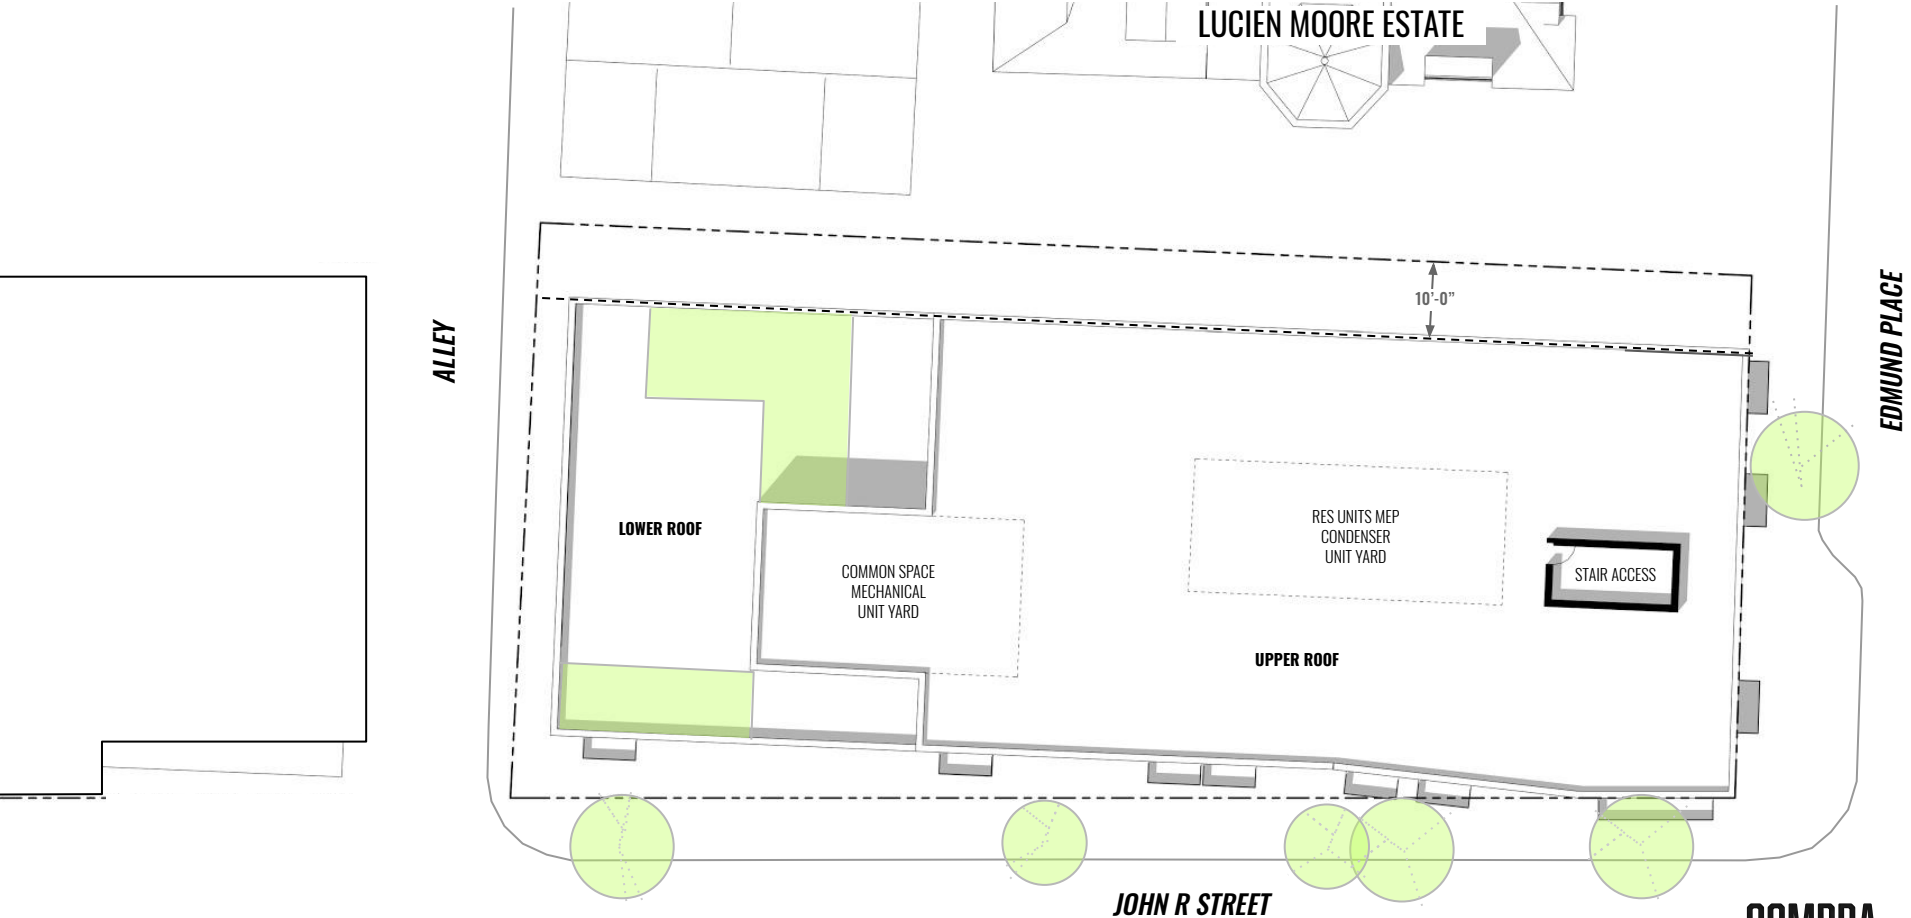 LUCIEN MOORE ESTATE
10'-0"
ALLEY
EDMUND PLACE
LOWER ROOF
COMMON SPACE
MECHANICAL
UNIT YARD
RES UNITS MEP
CONDENSER
UNIT YARD
STAIR ACCESS
UPPER ROOF
JOHN R STREET